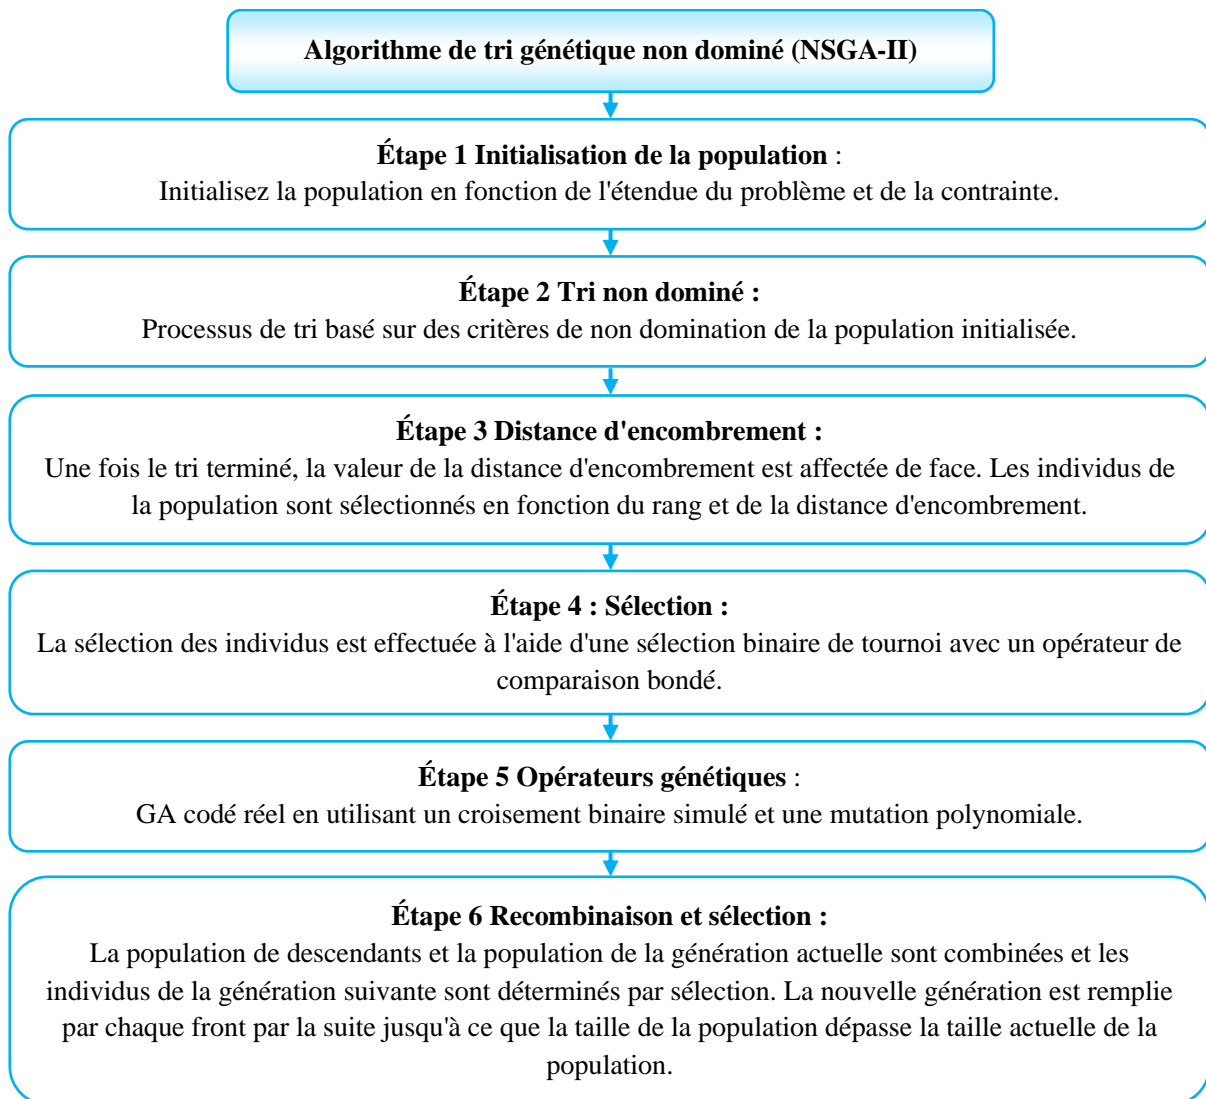 Algorithme de tri génétique non dominé (NSGA-II)
Étape 1 Initialisation de la population :
Initialisez la population en fonction de l'étendue du problème et de la contrainte.
Étape 2 Tri non dominé :
Processus de tri basé sur des critères de non domination de la population initialisée.
Étape 3 Distance d'encombrement :
Une fois le tri terminé, la valeur de la distance d'encombrement est affectée de face. Les individus de
la population sont sélectionnés en fonction du rang et de la distance d'encombrement.
Étape 4 : Sélection :
La sélection des individus est effectuée à l'aide d'une sélection binaire de tournoi avec un opérateur de
comparaison bondé.
Étape 5 Opérateurs génétiques :
GA codé réel en utilisant un croisement binaire simulé et une mutation polynomiale.
Étape 6 Recombinaison et sélection :
La population de descendants et la population de la génération actuelle sont combinées et les
individus de la génération suivante sont déterminés par sélection. La nouvelle génération est remplie
par chaque front par la suite jusqu'à ce que la taille de la population dépasse la taille actuelle de la
population.